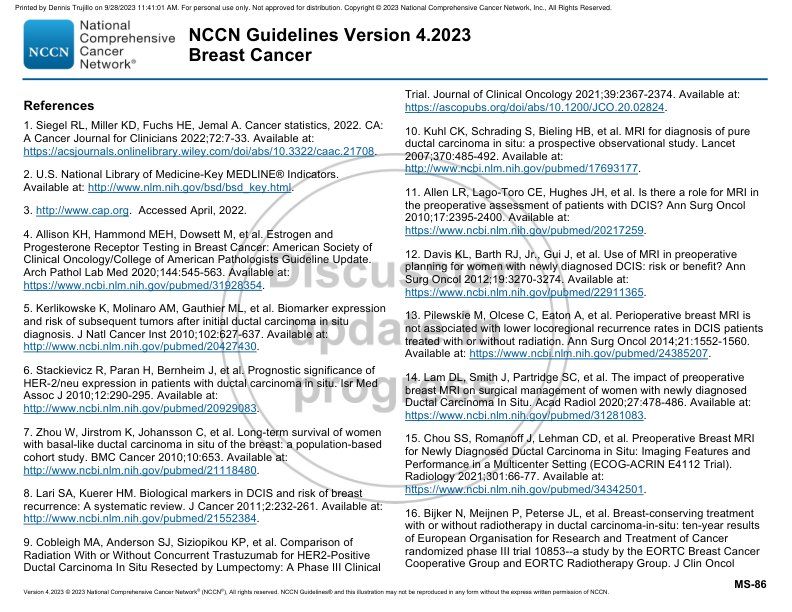 Printed by Dennis Trujillo on 9/28/2023 11:41:01 AM. For personal use only. Not approved for distribution. Copyright © 2023 National Comprehensive Cancer Network, Inc., All Rights Reserved.
NCCN
National
Comprehensive
Cancer
Network®
NCCN Guidelines Version 4.2023
Breast Cancer
References
1. Siegel RL, Miller KD, Fuchs HE, Jemal A. Cancer statistics, 2022. CA:
A Cancer Journal for Clinicians 2022;72:7-33. Available at:
https://acsjournals.onlinelibrary.wiley.com/doi/abs/10.3322/caac.21708.
2. U.S. National Library of Medicine-Key MEDLINE® Indicators.
Available at: http://www.nlm.nih.gov/bsd/bsd_key.html.
3. http://www.cap.org. Accessed April, 2022.
4. Allison KH, Hammond MEH, Dowsett M, et al. Estrogen and
Progesterone Receptor Testing in Breast Cancer: American Society of
Clinical Oncology/College of American Pathologists Guideline Update.
Arch Pathol Lab Med 2020;144:545-563. Available at:
https://www.ncbi.nlm.nih.gov/pubmed/31928354.
5. Kerlikowske K, Molinaro AM, Gauthier ML, et al. Biomarker expression
and risk of subsequent tumors after initial ductal carcinoma in situ
diagnosis. J Natl Cancer Inst 2010;102:627-637. Available at:
http://www.ncbi.nlm.nih.gov/pubmed/20427430.
6. Stackievicz R, Paran H, Bernheim J, et al. Prognostic significance of
HER-2/neu expression in patients with ductal carcinoma in situ. Isr Med
Assoc J 2010;12:290-295. Available at:
http://www.ncbi.nlm.nih.gov/pubmed/20929083.
7. Zhou W, Jirstrom K, Johansson C, et al. Long-term survival of women
with basal-like ductal carcinoma in situ of the breast: a population-based
cohort study. BMC Cancer 2010;10:653. Available at:
http://www.ncbi.nlm.nih.gov/pubmed/21118480.
8. Lari SA, Kuerer HM. Biological markers in DCIS and risk of breast
recurrence: A systematic review. J Cancer 2011;2:232-261. Available at:
http://www.ncbi.nlm.nih.gov/pubmed/21552384.
9. Cobleigh MA, Anderson SJ, Siziopikou KP, et al. Comparison of
Radiation With or Without Concurrent Trastuzumab for HER2-Positive
Ductal Carcinoma In Situ Resected by Lumpectomy: A Phase III Clinical
Trial. Journal of Clinical Oncology 2021;39:2367-2374. Available at:
https://ascopubs.org/doi/abs/10.1200/JCO.20.02824.
10. Kuhl CK, Schrading S, Bieling HB, et al. MRI for diagnosis of pure
ductal carcinoma in situ: a prospective observational study. Lancet
2007;370:485-492. Available at:
http://www.ncbi.nlm.nih.gov/pubmed/17693177.
11. Allen LR, Lago-Toro CE, Hughes JH, et al. Is there a role for MRI in
the preoperative assessment of patients with DCIS? Ann Surg Oncol
2010;17:2395-2400. Available at:
https://www.ncbi.nlm.nih.gov/pubmed/20217259.
12. Davis KL, Barth RJ, Jr., Gui J, et al. Use of MRI in preoperative
planning for women with newly diagnosed DCIS: risk or benefit? Ann
Surg Oncol 2012;19:3270-3274. Available at:
https://www.ncbi.nlm.nih.gov/pubmed/22911365.
13. Pilewskie M, Olcese C, Eaton A, et al. Perioperative breast MRI is
not associated with lower locoregional recurrence rates in DCIS patients
treated with or without radiation. Ann Surg Oncol 2014;21:1552-1560.
Available at: https://www.ncbi.nlm.nih.gov/pubmed/24385207.
14. Lam DL, Smith J, Partridge SC, et al. The impact of preoperative
breast MRI on surgical management of women with newly diagnosed
Ductal Carcinoma In Situ. Acad Radiol 2020;27:478-486. Available at:
https://www.ncbi.nlm.nih.gov/pubmed/31281083.
15. Chou SS, Romanoff J, Lehman CD, et al. Preoperative Breast MRI
for Newly Diagnosed Ductal Carcinoma in Situ: Imaging Features and
Performance in a Multicenter Setting (ECOG-ACRIN E4112 Trial).
Radiology 2021;301:66-77. Available at:
https://www.ncbi.nlm.nih.gov/pubmed/34342501.
16. Bijker N, Meijnen P, Peterse JL, et al. Breast-conserving treatment
with or without radiotherapy in ductal carcinoma-in-situ: ten-year results
of European Organisation for Research and Treatment of Cancer
randomized phase III trial 10853--a study by the EORTC Breast Cancer
Cooperative Group and EORTC Radiotherapy Group. J Clin Oncol
Discussion
update in
progress
MS-86
Version 4.2023 © 2023 National Comprehensive Cancer Network® (NCCN®), All rights reserved. NCCN Guidelines® and this illustration may not be reproduced in any form without the express written permission of NCCN.